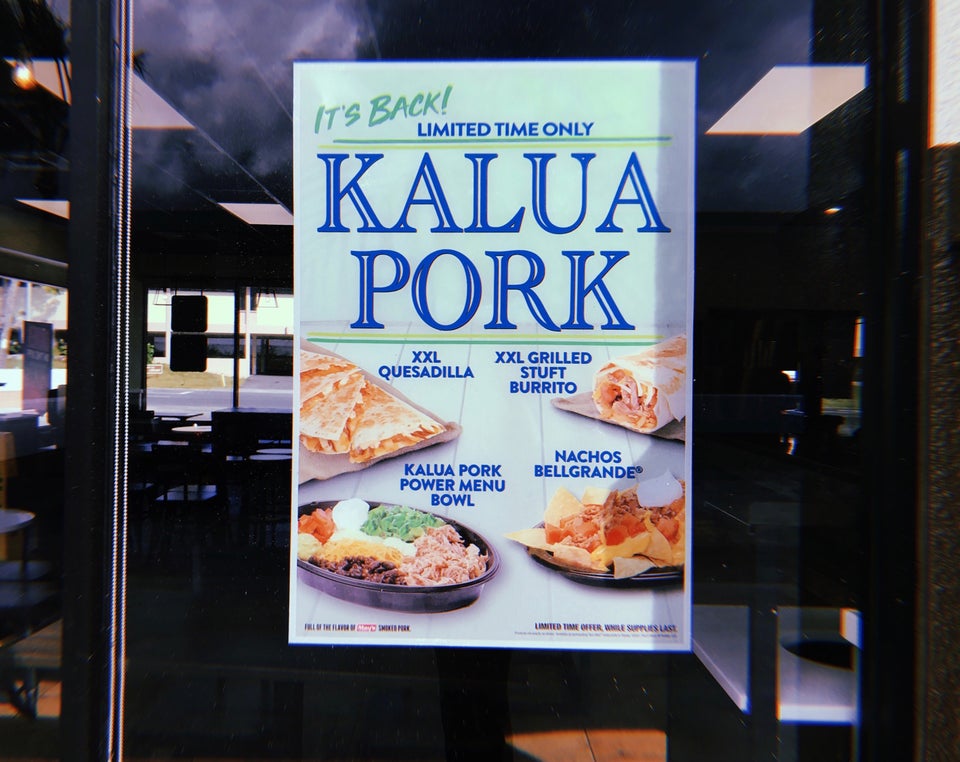 IT'S BACK!
LIMITED TIME ONLY
KALUA
PORK
XXL
QUESADILLA
XXL GRILLED
STUFT
BURRITO
KALUA PORK
POWER MENU
BOWL
NACHOS
BELLGRANDE®
FULL OF THE FLAVOR OF May's SMOKED PORK.
LIMITED TIME OFFER, WHILE SUPPLIES LAST.